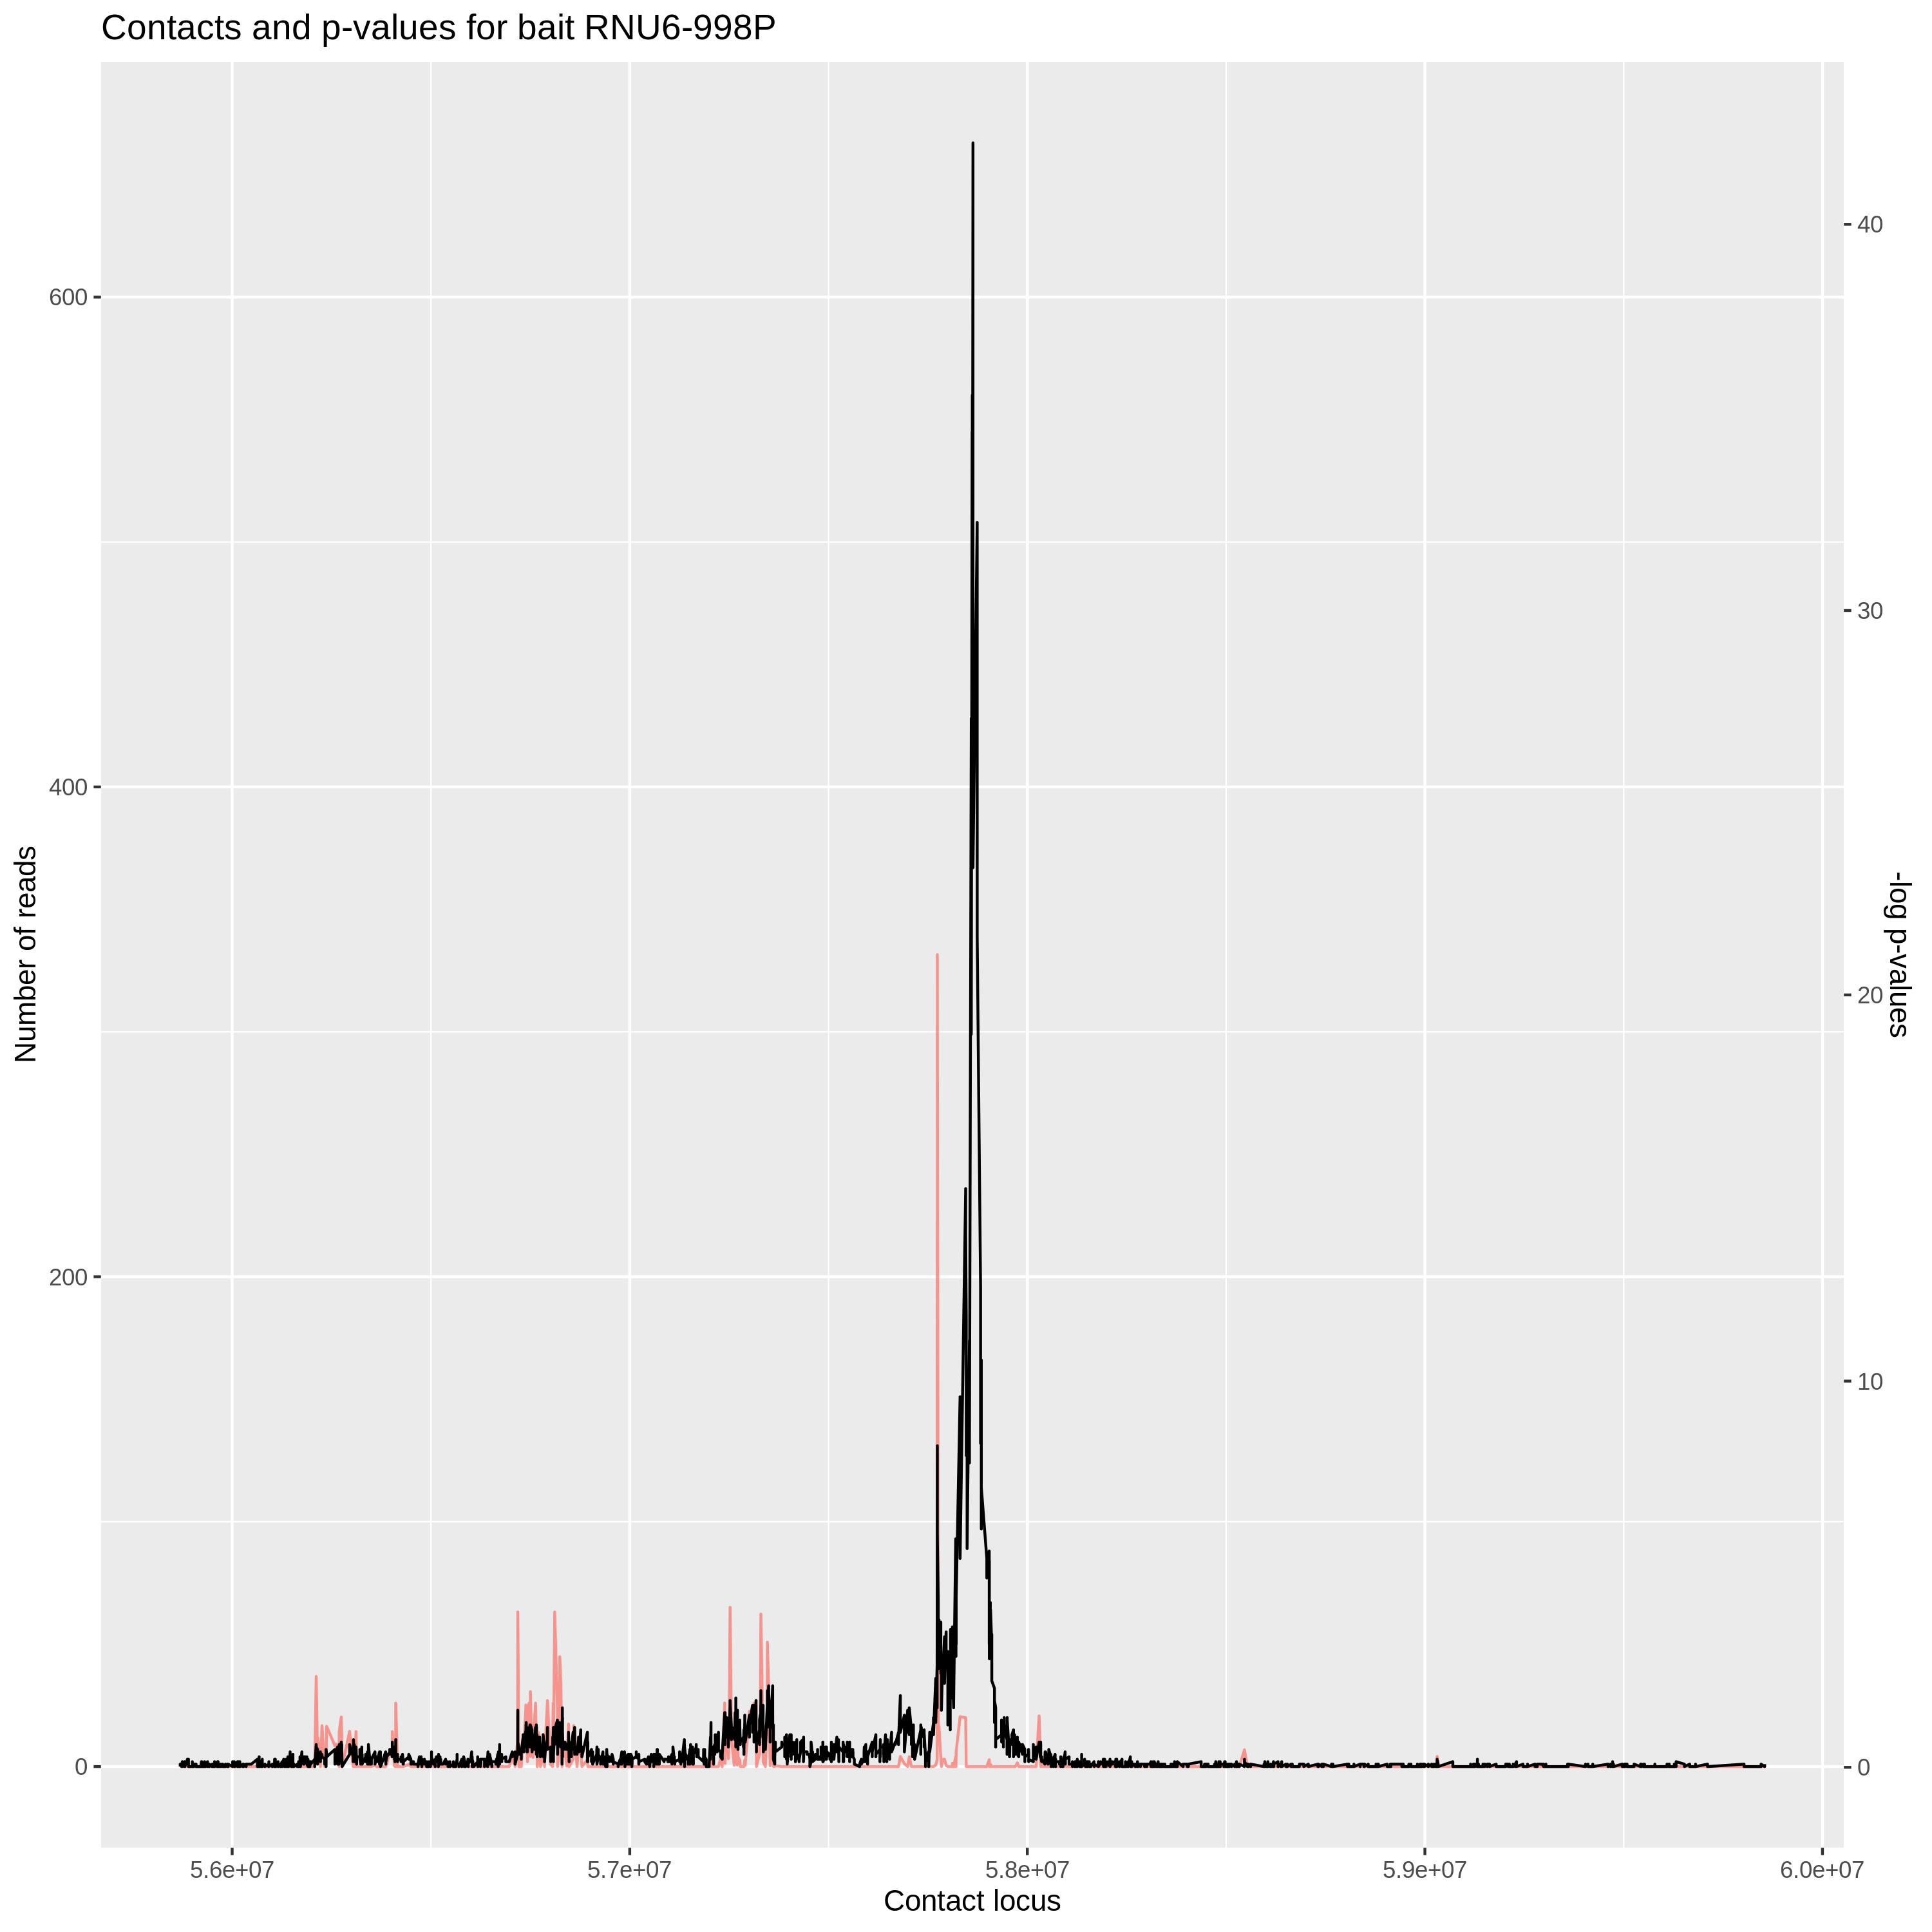 Contacts and p-values for bait RNU6-998P
600
400
200
0
Number of reads
40
30
20
10
0
-log p-values
5.6e+07
5.7e+07
5.8e+07
5.9e+07
6.0e+07
Contact locus